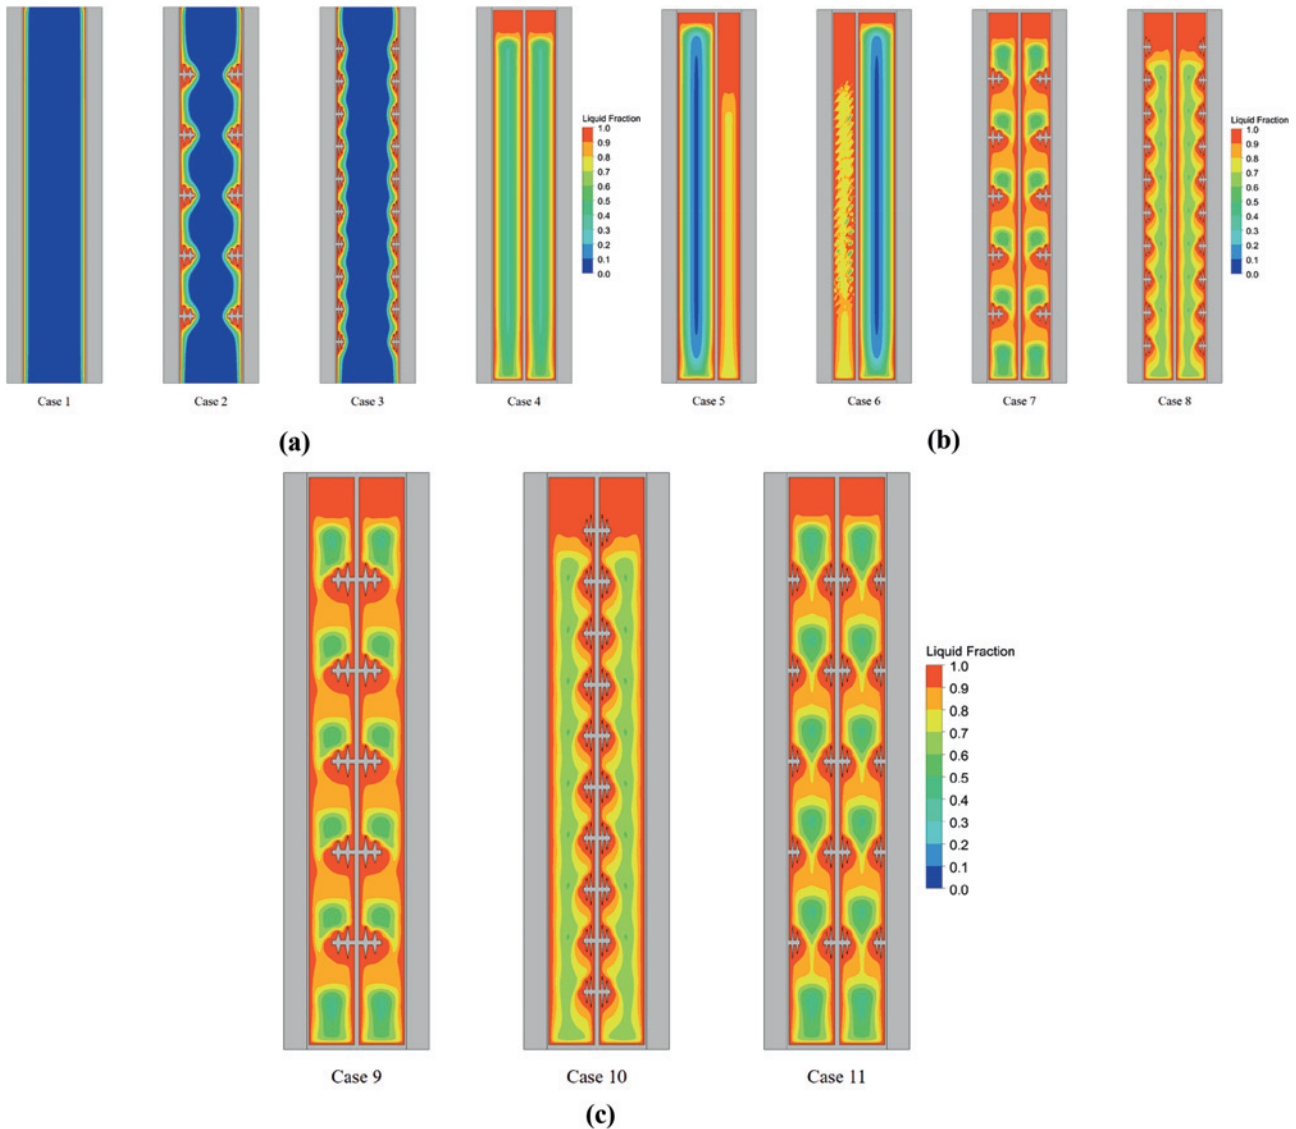 Liquid Fraction
1.0
0.9
0.8
0.7
0.6
0.5
0.4
0.3
0.2
0.1
0.0
Liquid Fraction
1.0
0.9
0.8
0.7
0.6
0.5
0.4
0.3
0.2
0.1
0.0
Case 1
Case 2
Case 3
Case 4
Case 5
Case 6
Case 7
Case 8
(a)
(b)
Liquid Fraction
1.0
0.9
0.8
0.7
0.6
0.5
0.4
0.3
0.2
0.1
0.0
Case 9
Case 10
Case 11
(c)